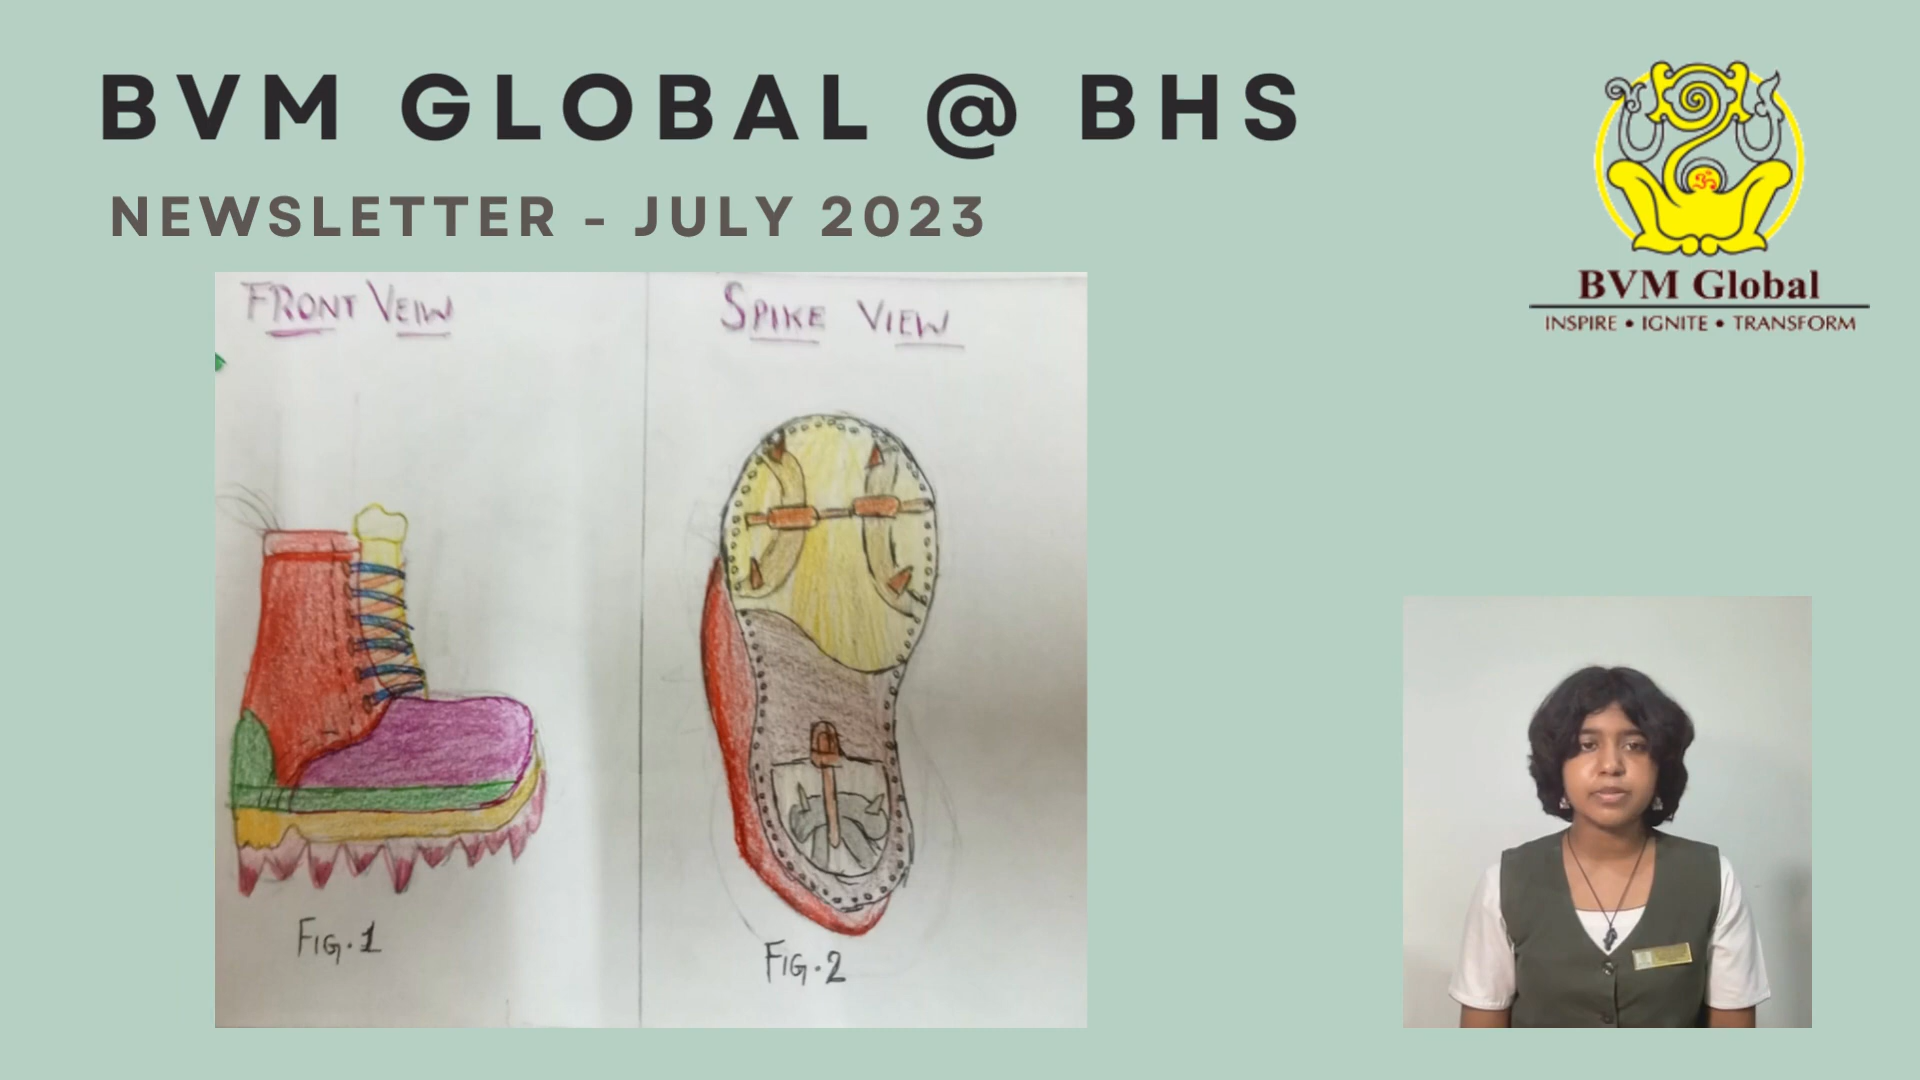 BVM GLOBAL @ BHS
NEWSLETTER - JULY 2023
BVM Global
INSPIRE • IGNITE • TRANSFORM
FRONT VEIW
SPIKE VIEW
FIG.1
FIG.2